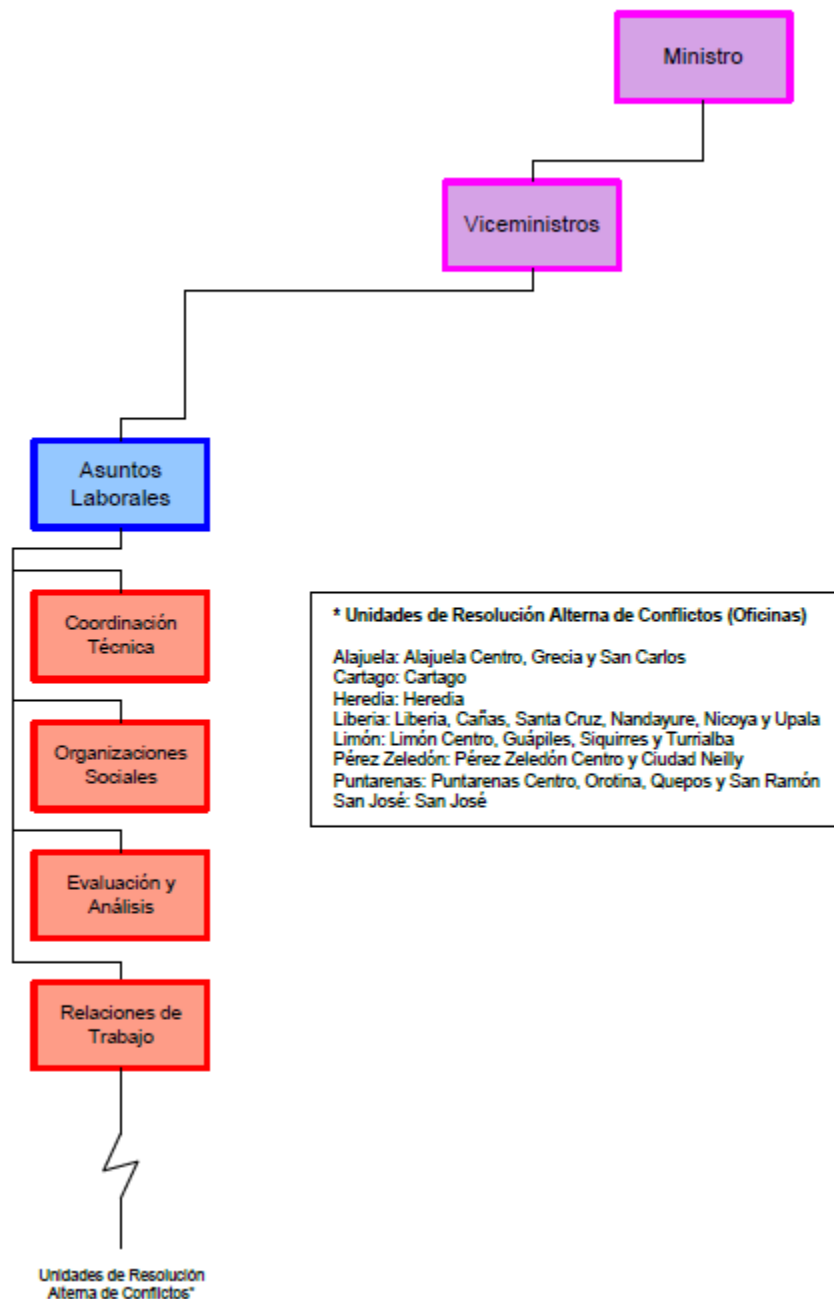 Ministro
Viceministros
Asuntos
Laborales
Coordinación
Técnica
Organizaciones
Sociales
Evaluación y
Análisis
Relaciones de
Trabajo
Unidades de Resolución
Alterna de Conflictos*
* Unidades de Resolución Alterna de Conflictos (Oficinas)
Alajuela: Alajuela Centro, Grecia y San Carlos
Cartago: Cartago
Heredia: Heredia
Liberia: Liberia, Cañas, Santa Cruz, Nandayure, Nicoya y Upala
Limón: Limón Centro, Guápiles, Siquirres y Turrialba
Pérez Zeledón: Pérez Zeledón Centro y Ciudad Neilly
Puntarenas: Puntarenas Centro, Orotina, Quepos y San Ramón
San José: San José